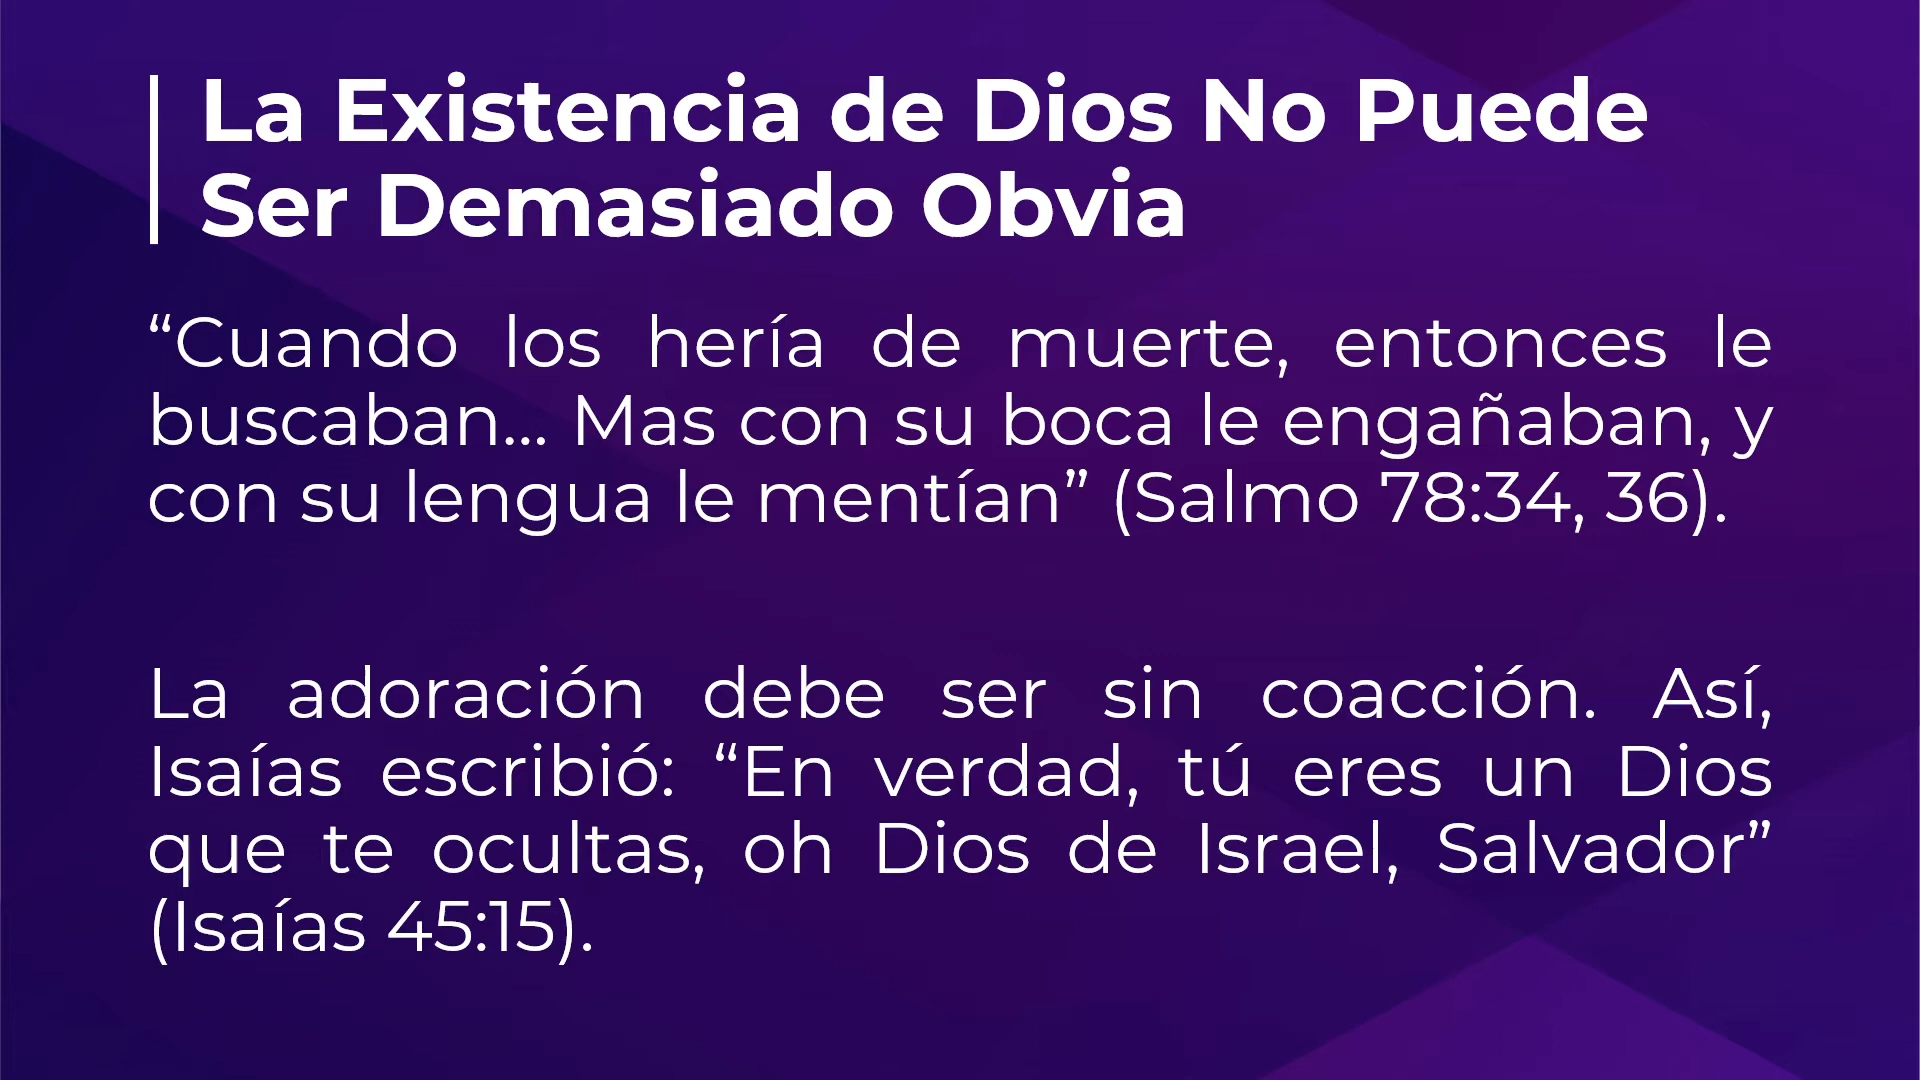 La Existencia de Dios No Puede
Ser Demasiado Obvia
“Cuando los hería de muerte, entonces le
buscaban... Mas con su boca le engañaban, y
con su lengua le mentían” (Salmo 78:34, 36).
La adoración debe ser sin coacción. Así,
Isaías escribió: “En verdad, tú eres un Dios
que te ocultas, oh Dios de Israel, Salvador”
(Isaías 45:15).